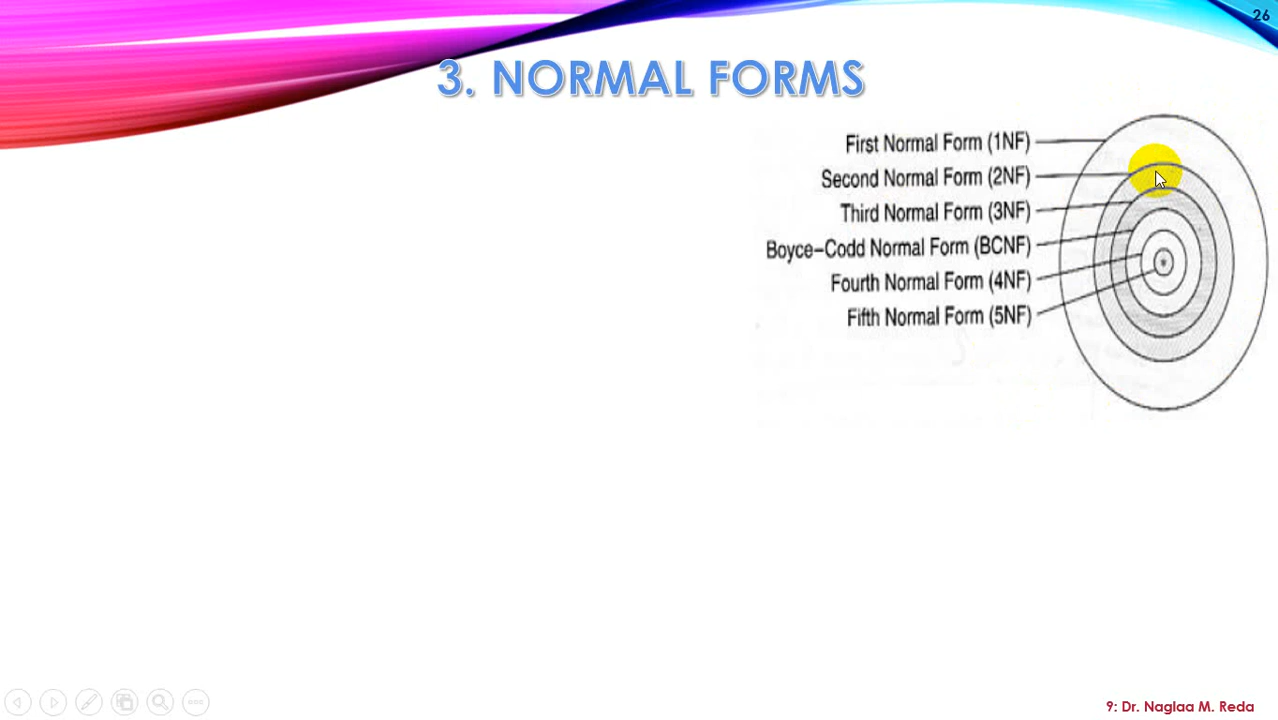 26
3. NORMAL FORMS
First Normal Form (1NF)
Second Normal Form (2NF)
Third Normal Form (3NF)
Boyce–Codd Normal Form (BCNF)
Fourth Normal Form (4NF)
Fifth Normal Form (5NF)
9: Dr. Naglaa M. Reda